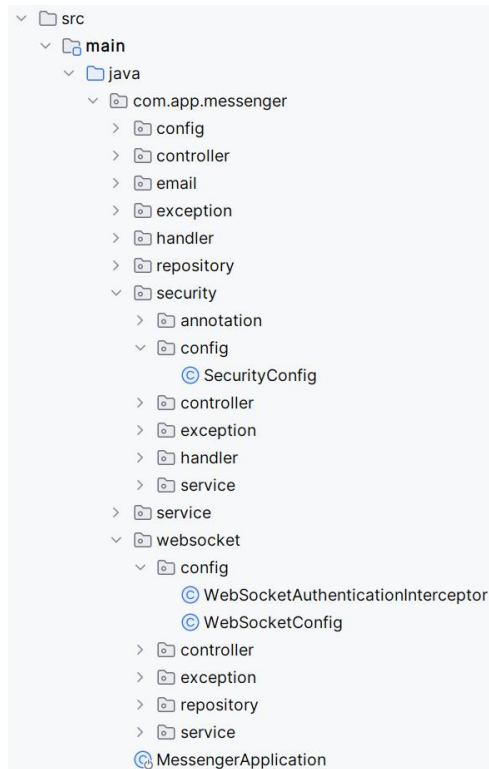 src
main
java
com.app.messenger
config
controller
email
exception
handler
repository
security
annotation
config
SecurityConfig
controller
exception
handler
service
service
websocket
config
WebSocketAuthenticationInterceptor
WebSocketConfig
controller
exception
repository
service
MessengerApplication